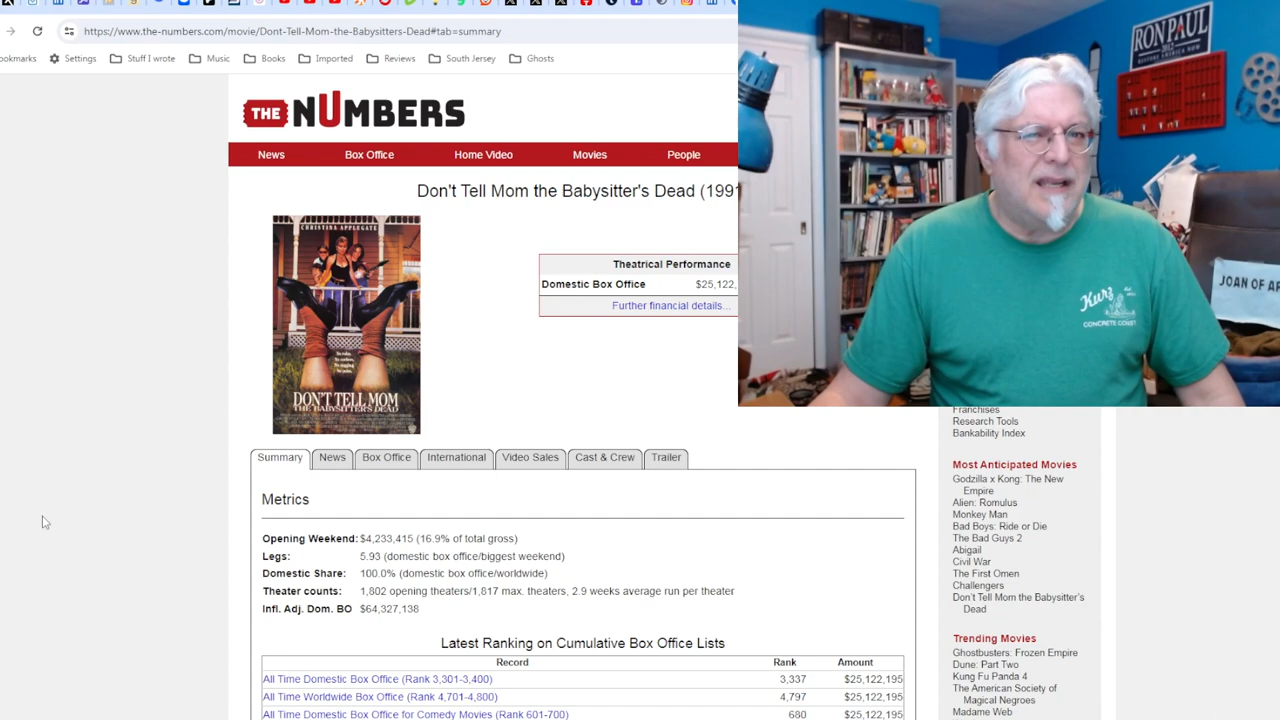 https://www.the-numbers.com/movie/Dont-Tell-Mom-the-Babysitters-Dead#tab=summary
ookmarks Settings Stuff I wrote Music Books Imported Reviews South Jersey Ghosts
THE NUMBERS
News Box Office Home Video Movies People
Don't Tell Mom the Babysitter's Dead (1991
CHRISTINA APPLEGATE
DON'T TELL MOM
THE BABYSITTER'S DEAD
Theatrical Performance
Domestic Box Office $25,122,
Further financial details...
RON PAUL
2012
Kurz
CONCRETE CONST
JOAN OF AR
Summary News Box Office International Video Sales Cast & Crew Trailer
Metrics
Opening Weekend: $4,233,415 (16.9% of total gross)
Legs: 5.93 (domestic box office/biggest weekend)
Domestic Share: 100.0% (domestic box office/worldwide)
Theater counts: 1,802 opening theaters/1,817 max. theaters, 2.9 weeks average run per theater
Infl. Adj. Dom. BO $64,327,138
Latest Ranking on Cumulative Box Office Lists
Record Rank Amount
All Time Domestic Box Office (Rank 3,301-3,400) 3,337 $25,122,195
All Time Worldwide Box Office (Rank 4,701-4,800) 4,797 $25,122,195
All Time Domestic Box Office for Comedy Movies (Rank 601-700) 680 $25,122,195
Franchises
Research Tools
Bankability Index
Most Anticipated Movies
Godzilla x Kong: The New
Empire
Alien: Romulus
Monkey Man
Bad Boys: Ride or Die
The Bad Guys 2
Abigail
Civil War
The First Omen
Challengers
Don't Tell Mom the Babysitter's
Dead
Trending Movies
Ghostbusters: Frozen Empire
Dune: Part Two
Kung Fu Panda 4
The American Society of
Magical Negroes
Madame Web